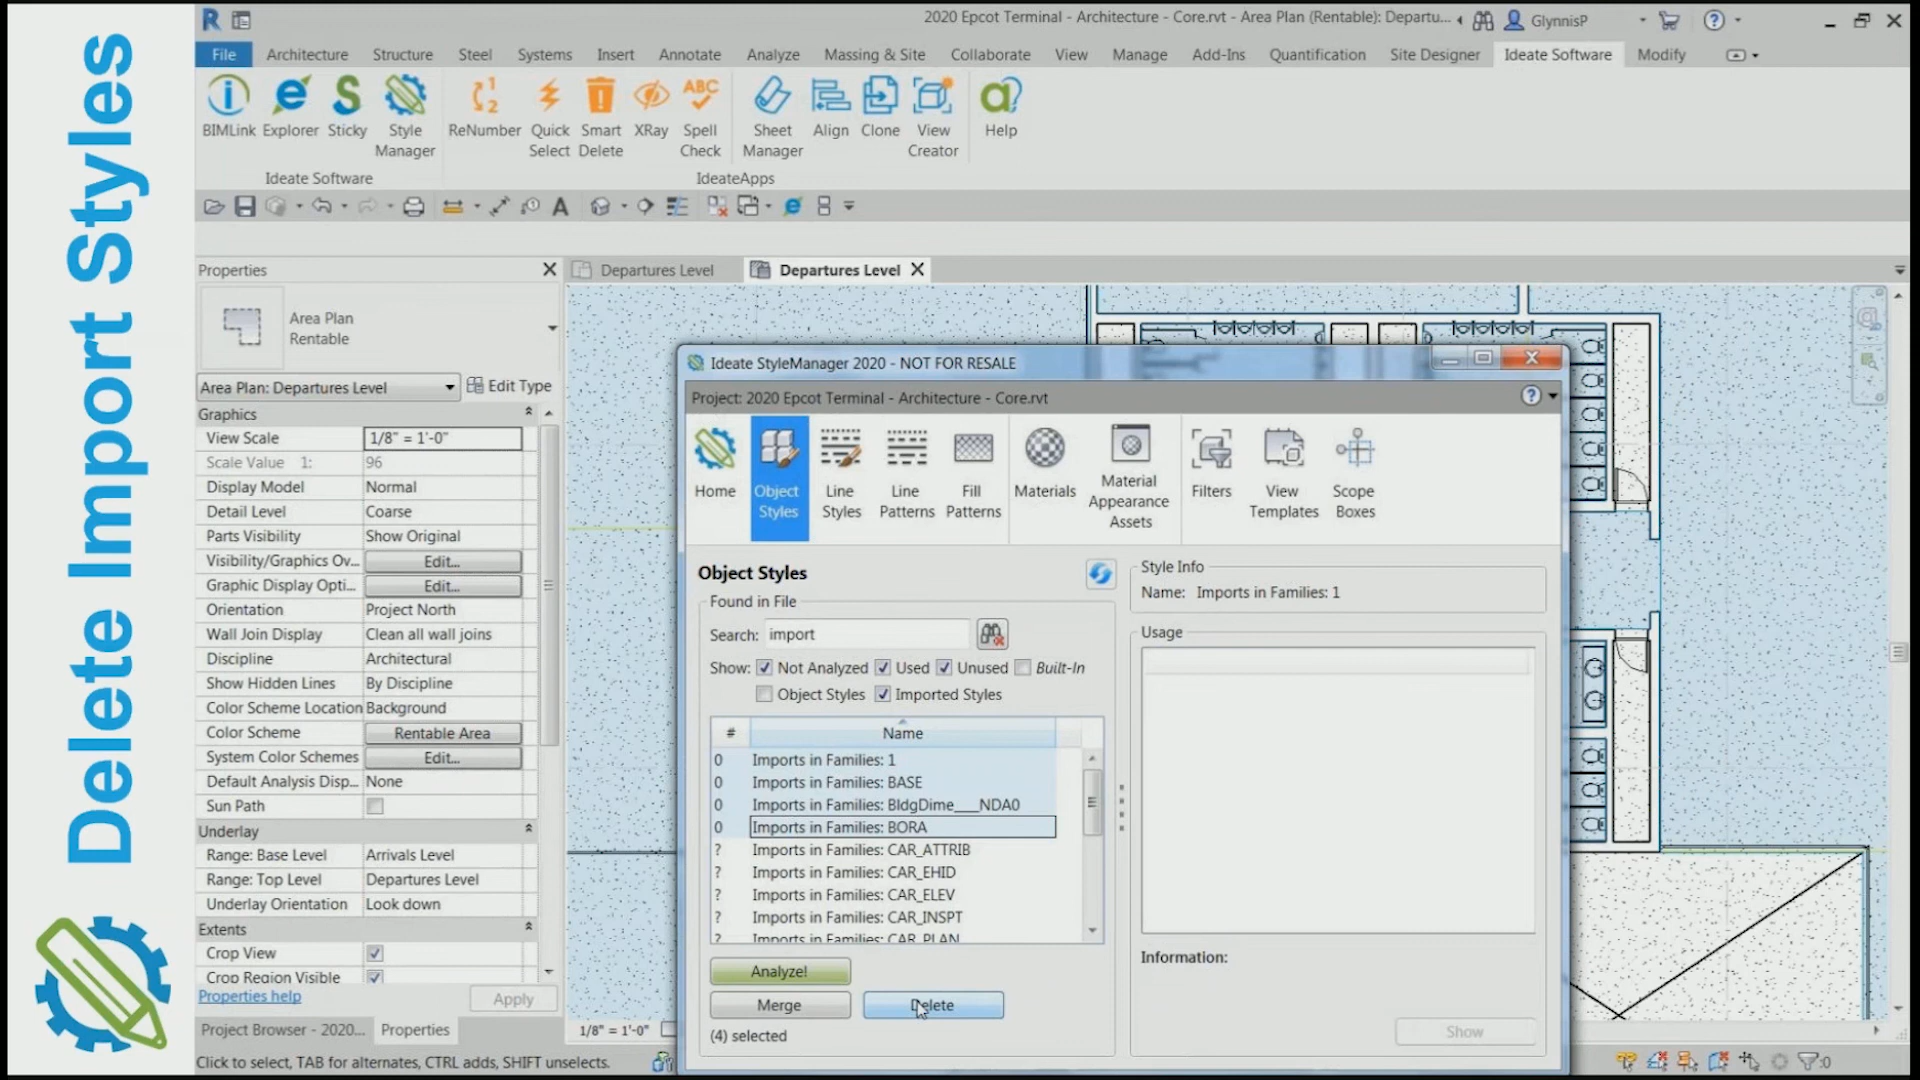 Delete Import Styles
2020 Epcot Terminal - Architecture - Core.rvt - Area Plan (Rentable): Departu...
GlynnisP
File
Architecture
Structure
Steel
Systems
Insert
Annotate
Analyze
Massing & Site
Collaborate
View
Manage
Add-Ins
Quantification
Site Designer
Ideate Software
Modify
BIMLink
Explorer
Sticky
Style
Manager
ReNumber
Quick
Select
Smart
Delete
XRay
ABC
Spell
Check
Sheet
Manager
Align
Clone
View
Creator
Help
Ideate Software
IdeateApps
Properties
Departures Level
Departures Level
Area Plan
Rentable
Area Plan: Departures Level
Edit Type
Graphics
View Scale 1/8" = 1'-0"
Scale Value 1: 96
Display Model Normal
Detail Level Coarse
Parts Visibility Show Original
Visibility/Graphics Ov... Edit...
Graphic Display Opti... Edit...
Orientation Project North
Wall Join Display Clean all wall joins
Discipline Architectural
Show Hidden Lines By Discipline
Color Scheme Location Background
Color Scheme Rentable Area
System Color Schemes Edit...
Default Analysis Disp... None
Sun Path
Underlay
Range: Base Level Arrivals Level
Range: Top Level Departures Level
Underlay Orientation Look down
Extents
Crop View
Crop Region Visible
Properties help
Apply
Project Browser - 2020...
Properties
1/8" = 1'-0"
Click to select, TAB for alternates, CTRL adds, SHIFT unselects.
:0
Ideate StyleManager 2020 - NOT FOR RESALE
Project: 2020 Epcot Terminal - Architecture - Core.rvt
Home
Object
Styles
Line
Styles
Line
Patterns
Fill
Patterns
Materials
Material
Appearance
Assets
Filters
View
Templates
Scope
Boxes
Object Styles
Found in File
Search: import
Show: Not Analyzed Used Unused Built-In
Object Styles Imported Styles
# Name
0 Imports in Families: 1
0 Imports in Families: BASE
0 Imports in Families: BldgDime___NDA0
0 Imports in Families: BORA
? Imports in Families: CAR_ATTRIB
? Imports in Families: CAR_EHID
? Imports in Families: CAR_ELEV
? Imports in Families: CAR_INSPT
? Imports in Families: CAR_PLAN
Analyze!
Merge
Delete
(4) selected
Style Info
Name: Imports in Families: 1
Usage
Information:
Show